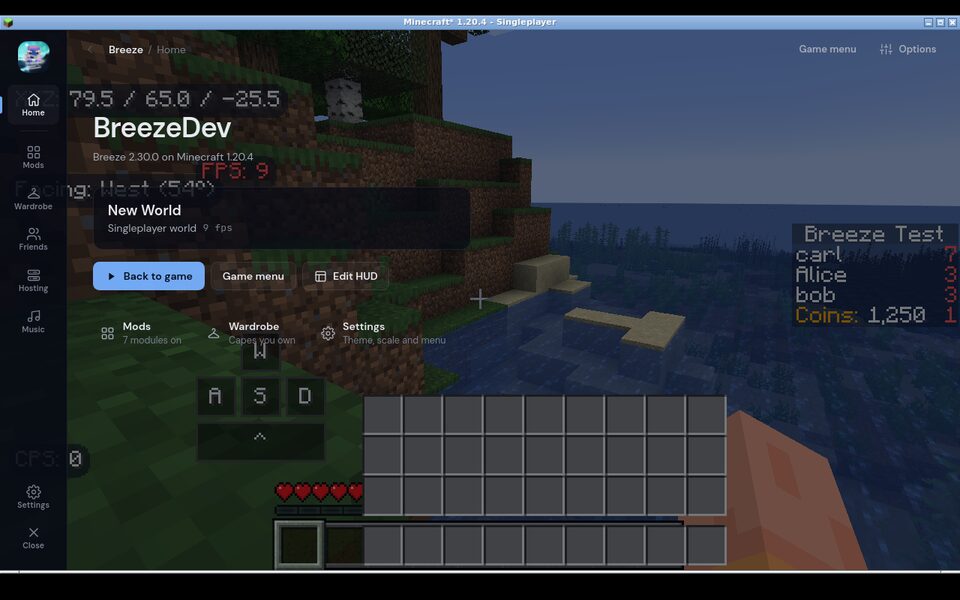 Minecraft* 1.20.4 - Singleplayer
Breeze / Home
Game menu
Options
Home
Mods
Wardrobe
Friends
Hosting
Music
Settings
Close
79.5 / 65.0 / -25.5
BreezeDev
Breeze 2.30.0 on Minecraft 1.20.4
FPS: 9
Facing: West (54°)
New World
Singleplayer world 9 fps
Back to game
Game menu
Edit HUD
Mods
7 modules on
Wardrobe
Capes you own
Settings
Theme, scale and menu
W
A S D
^
CPS: 0
Breeze Test
carl 7
Alice 3
bob 3
Coins: 1,250 1